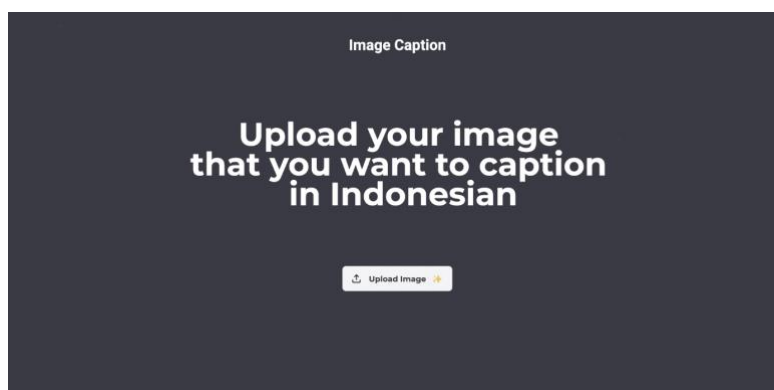 Image Caption
Upload your image
that you want to caption
in Indonesian
Upload Image ✨